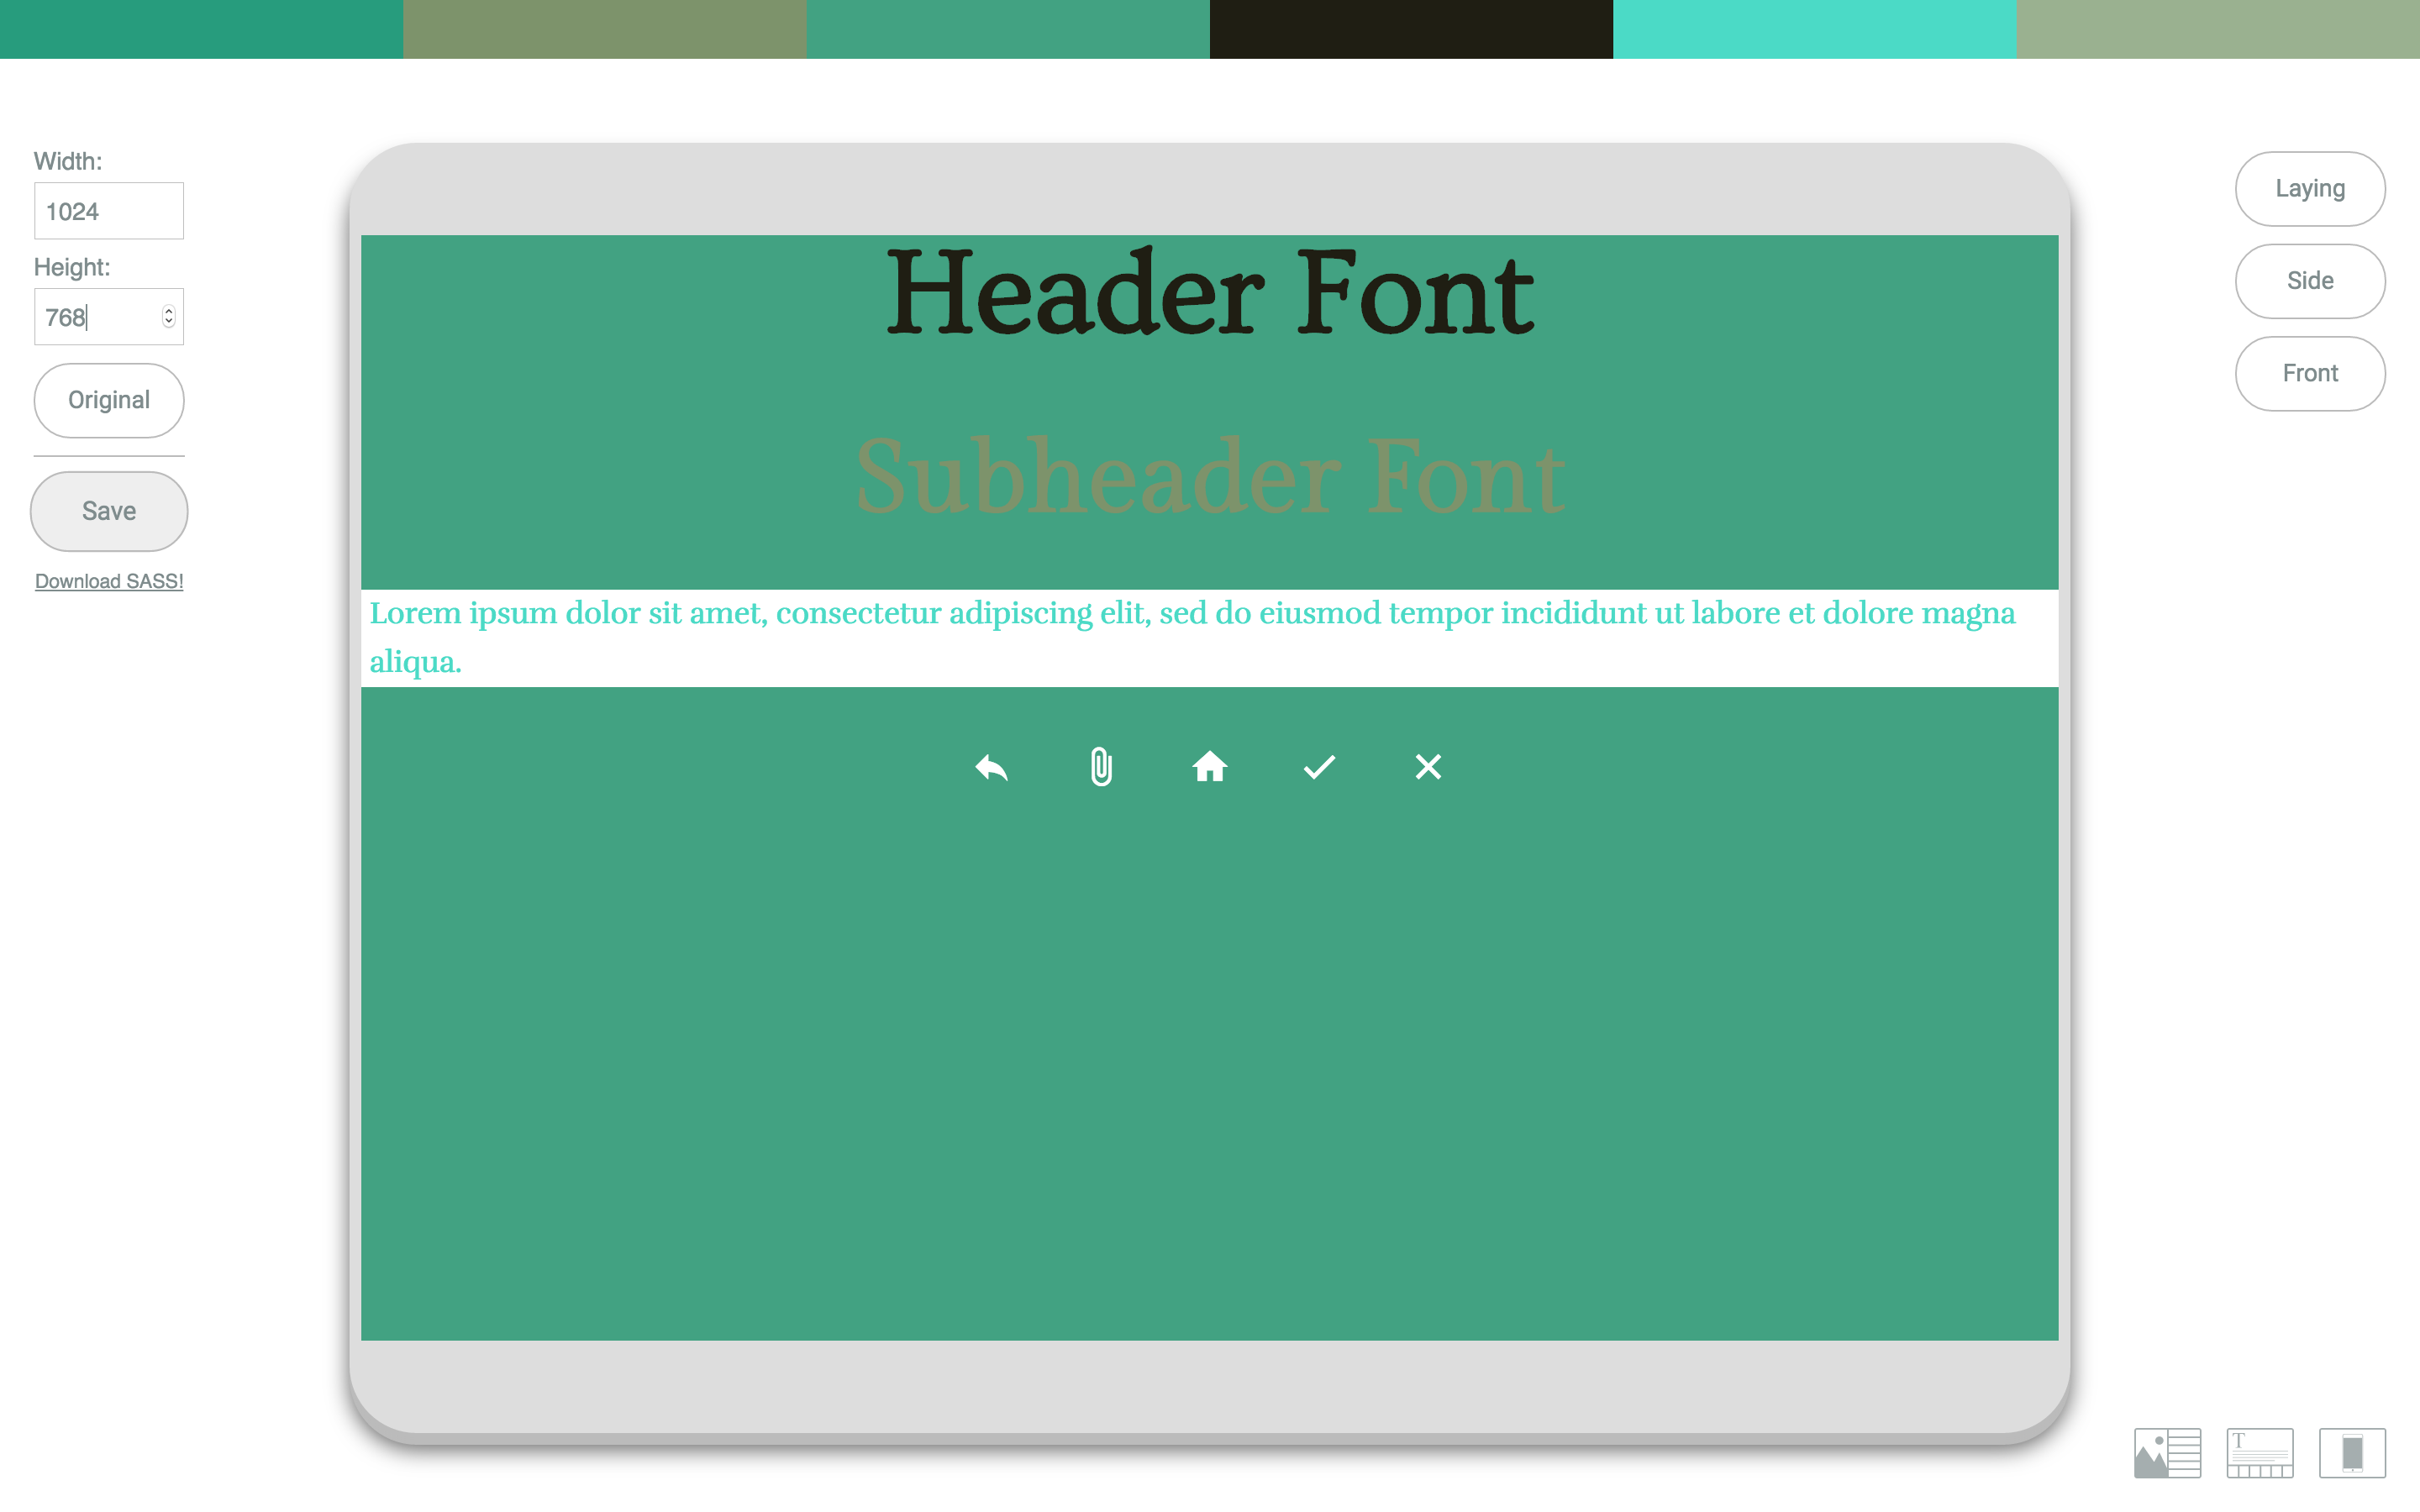 Width:
1024
Height:
768
Original
Save
Download SASS!
Header Font
Subheader Font
Lorem ipsum dolor sit amet, consectetur adipiscing elit, sed do eiusmod tempor incididunt ut labore et dolore magna
aliqua.
Laying
Side
Front
T